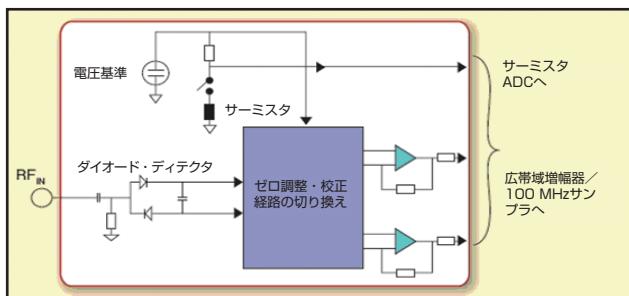 電圧基準
サーミスタ
サーミスタ
ADCへ
RFIN
ダイオード・ディテクタ
ゼロ調整・校正
経路の切り換え
広帯域増幅器／
100 MHzサン
プラへ